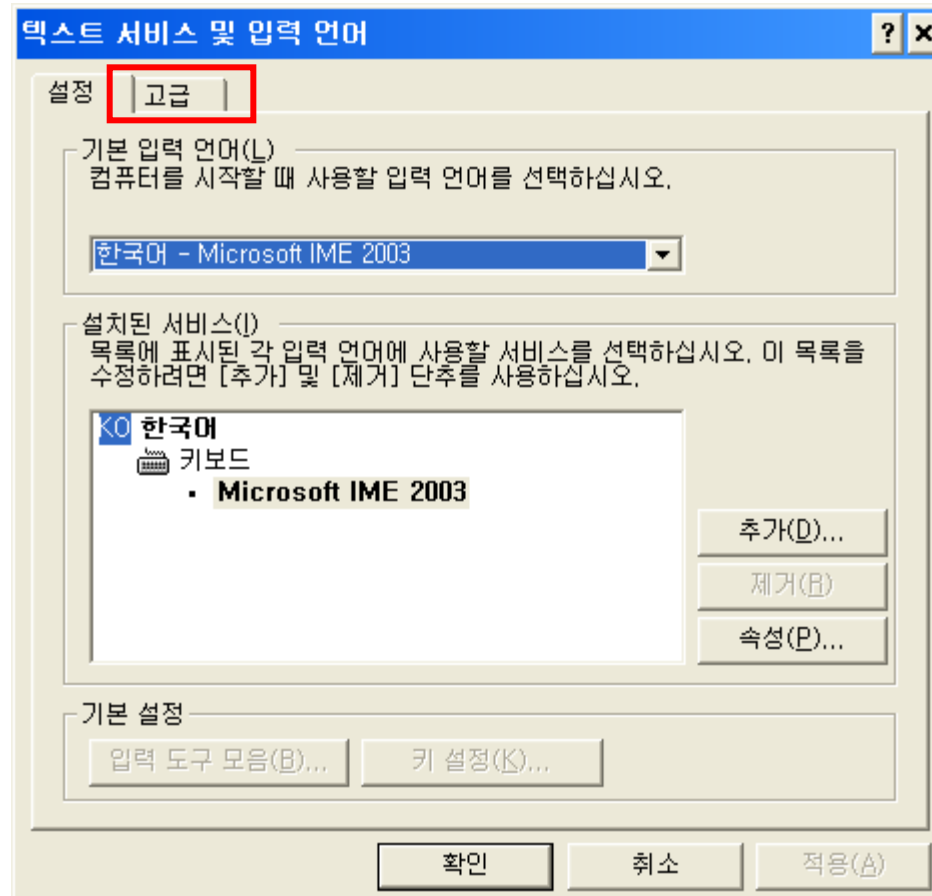 텍스트 서비스 및 입력 언어
설정
고급
기본 입력 언어(L)
컴퓨터를 시작할 때 사용할 입력 언어를 선택하십시오.
한국어 - Microsoft IME 2003
설치된 서비스(I)
목록에 표시된 각 입력 언어에 사용할 서비스를 선택하십시오. 이 목록을
수정하려면 [추가] 및 [제거] 단추를 사용하십시오.
KO 한국어
키보드
Microsoft IME 2003
추가(D)...
제거(R)
속성(P)...
기본 설정
입력 도구 모음(B)...
키 설정(K)...
확인
취소
적용(A)